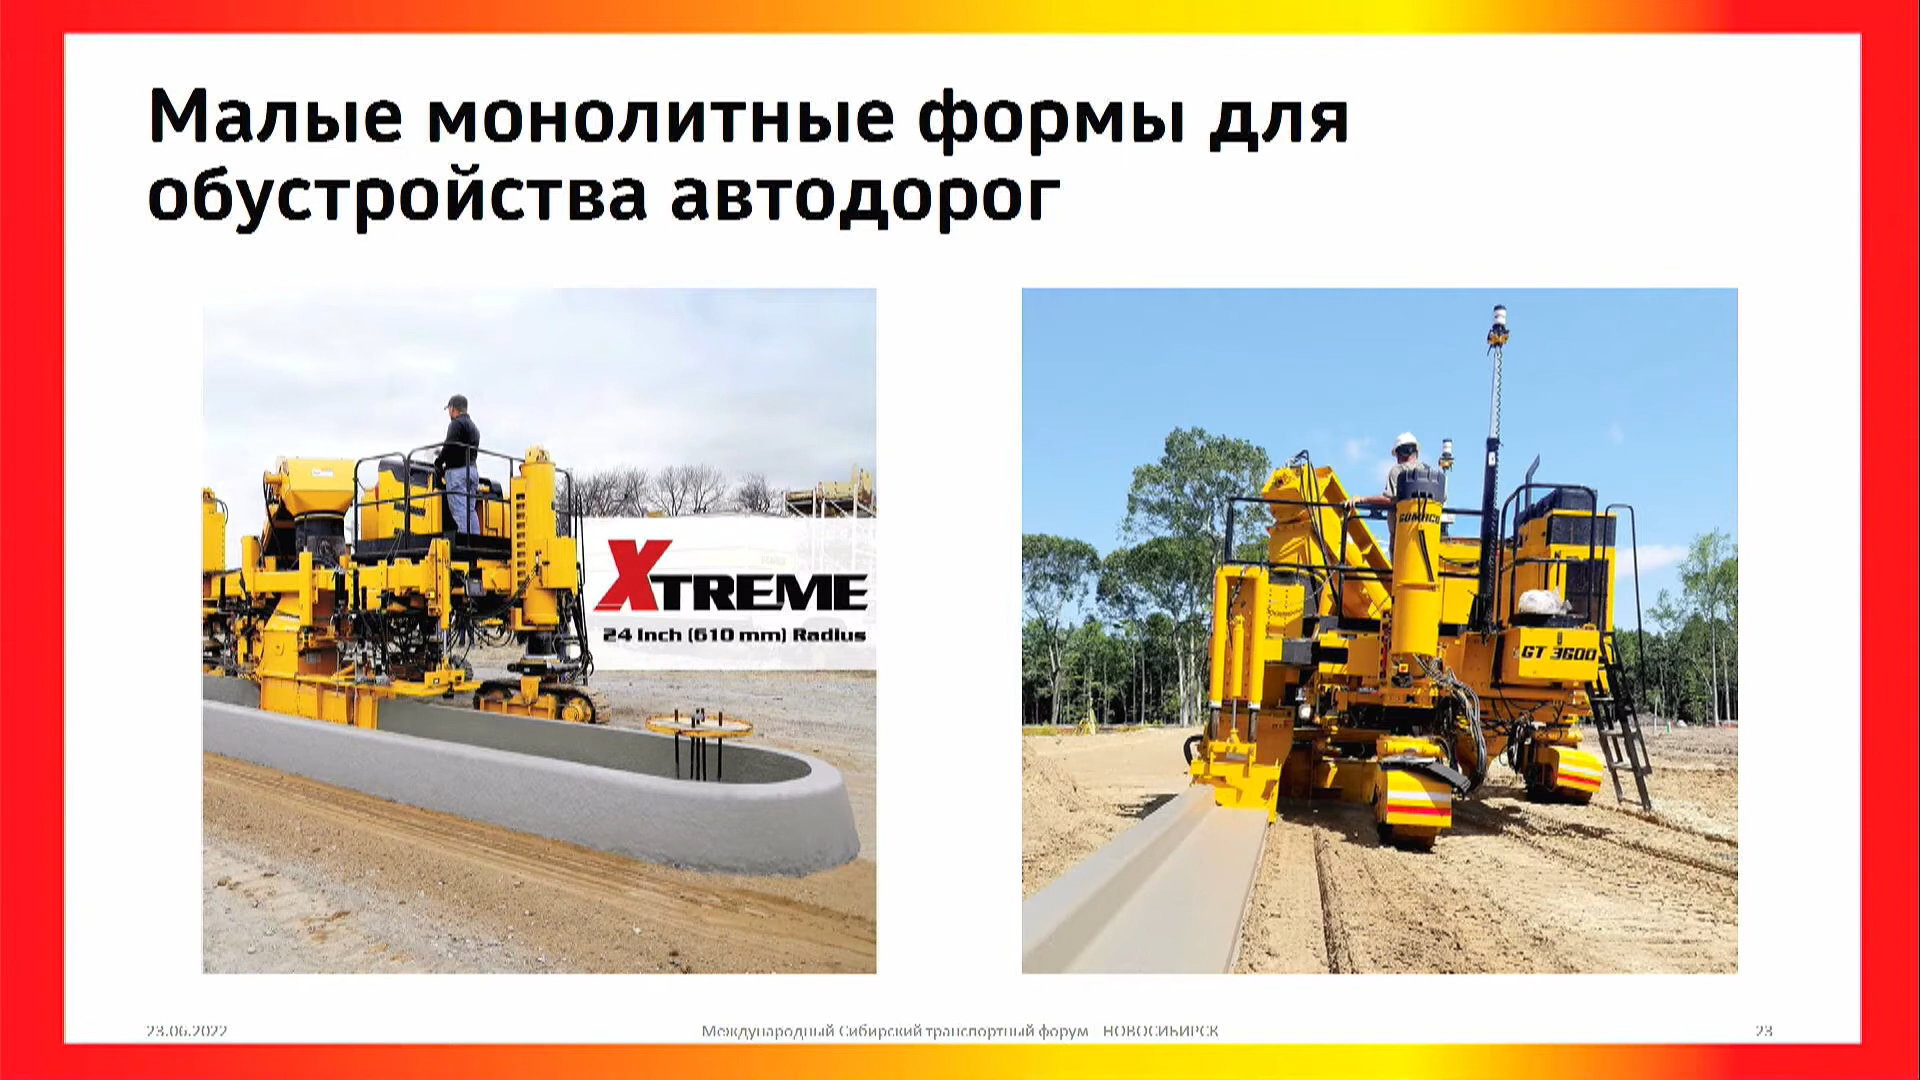 Малые монолитные формы для
обустройства автодорог
XTREME
24 Inch (610 mm) Radius
GOMACO
GT 3600
23.06.2022
Международный Сибирский транспортный форум НОВОСИБИРСК
23